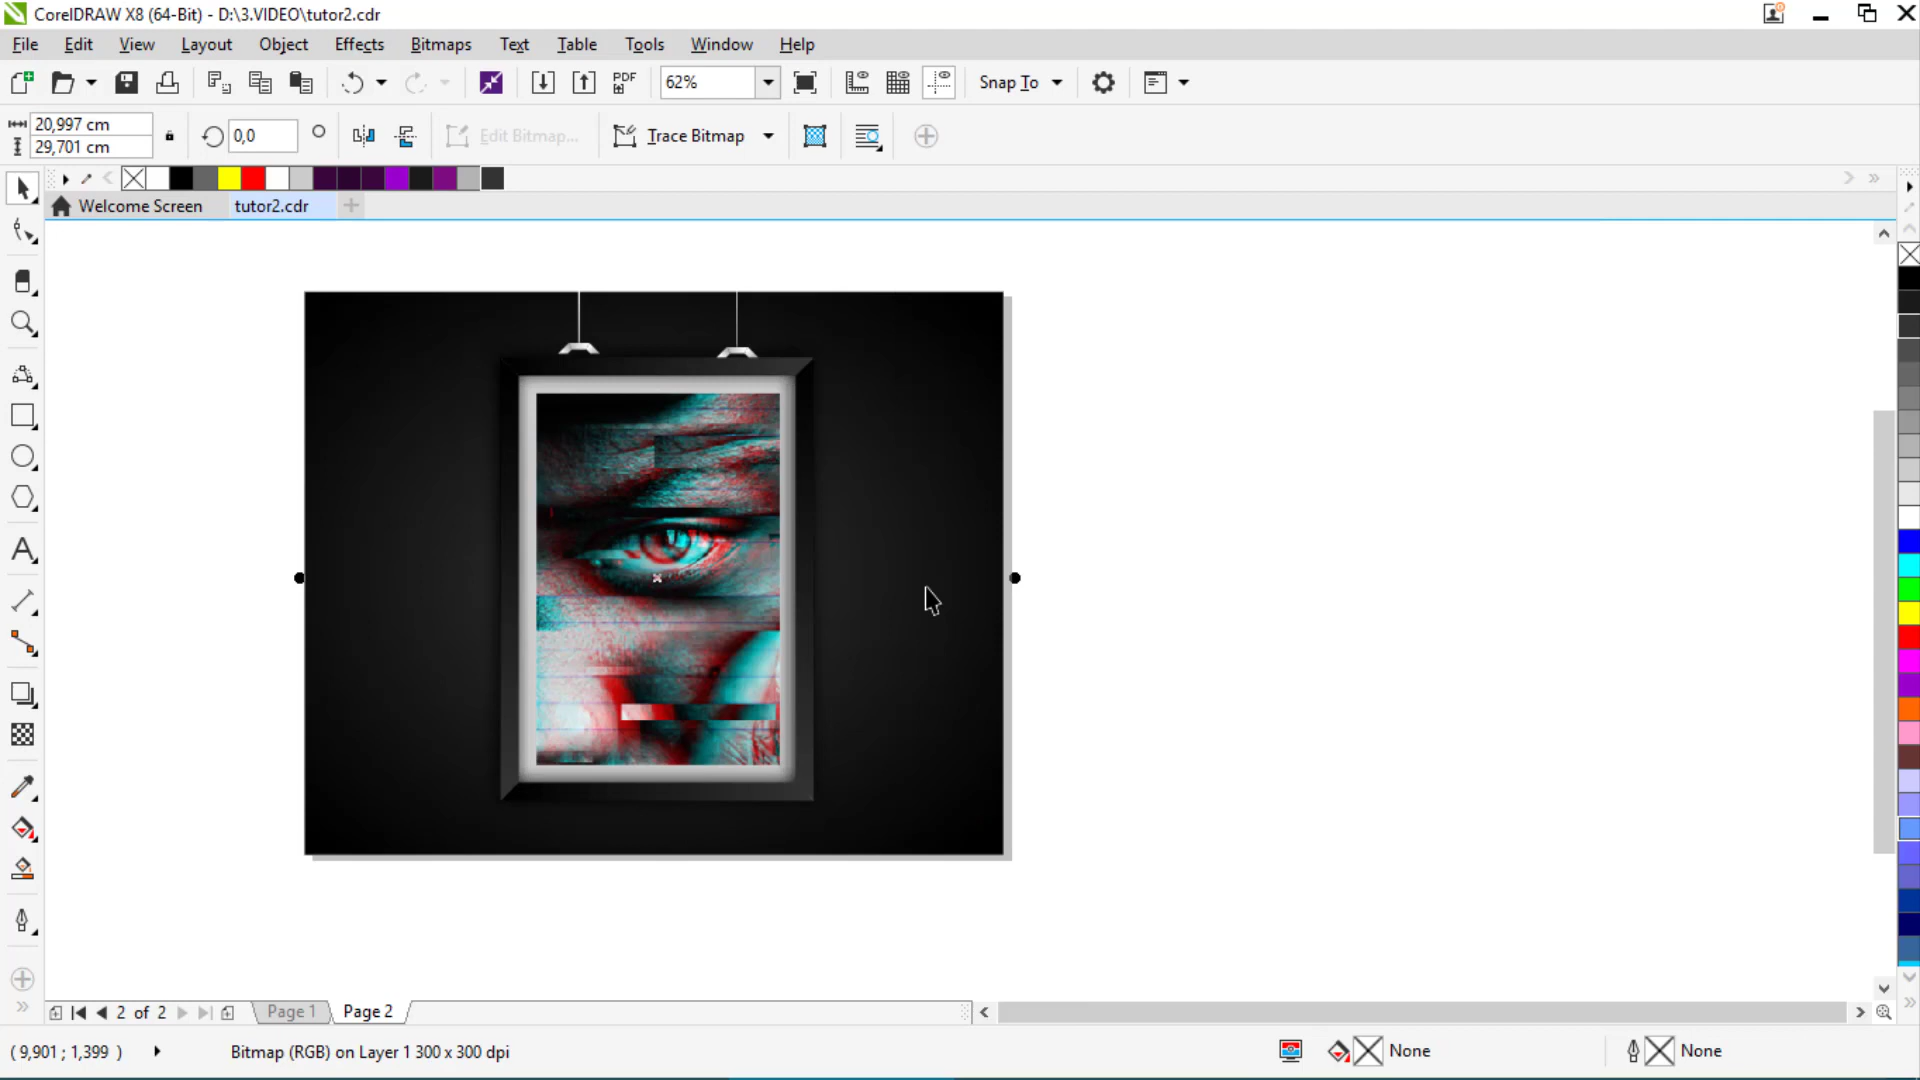 CorelDRAW X8 (64-Bit) - D:\3.VIDEO\tutor2.cdr
File Edit View Layout Object Effects Bitmaps Text Table Tools Window Help
PDF 62% Snap To
20,997 cm
29,701 cm
0,0 Edit Bitmap... Trace Bitmap
Welcome Screen tutor2.cdr
2 of 2 Page 1 Page 2
( 9,901 ; 1,399 ) Bitmap (RGB) on Layer 1 300 x 300 dpi None None